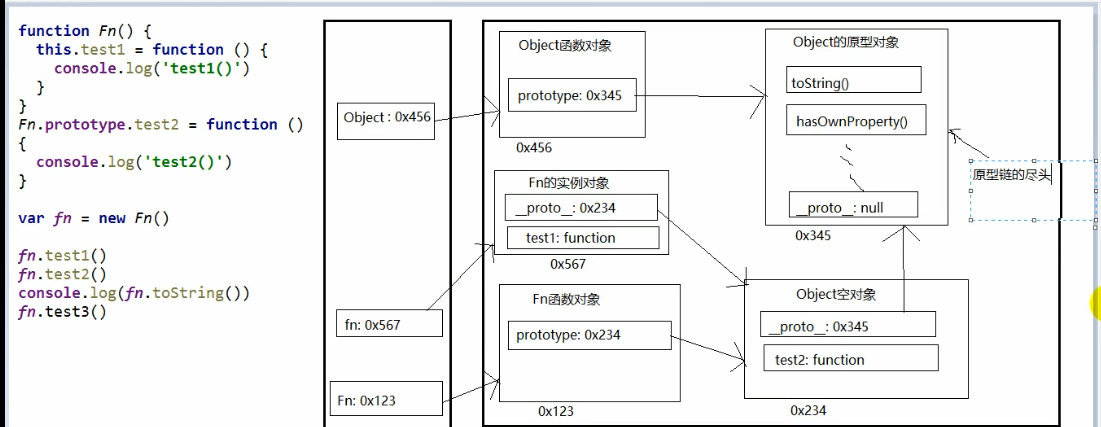 function Fn() {
this.test1 = function () {
console.log('test1()')
}
}
Fn.prototype.test2 = function ()
{
console.log('test2()')
}
var fn = new Fn()
fn.test1()
fn.test2()
console.log(fn.toString())
fn.test3()
Object : 0x456
fn: 0x567
Fn: 0x123
Object函数对象
prototype: 0x345
0x456
Fn的实例对象
__proto__: 0x234
test1: function
0x567
Fn函数对象
prototype: 0x234
0x123
Object的原型对象
toString()
hasOwnProperty()
__proto__: null
0x345
原型链的尽头
Object空对象
__proto__: 0x345
test2: function
0x234